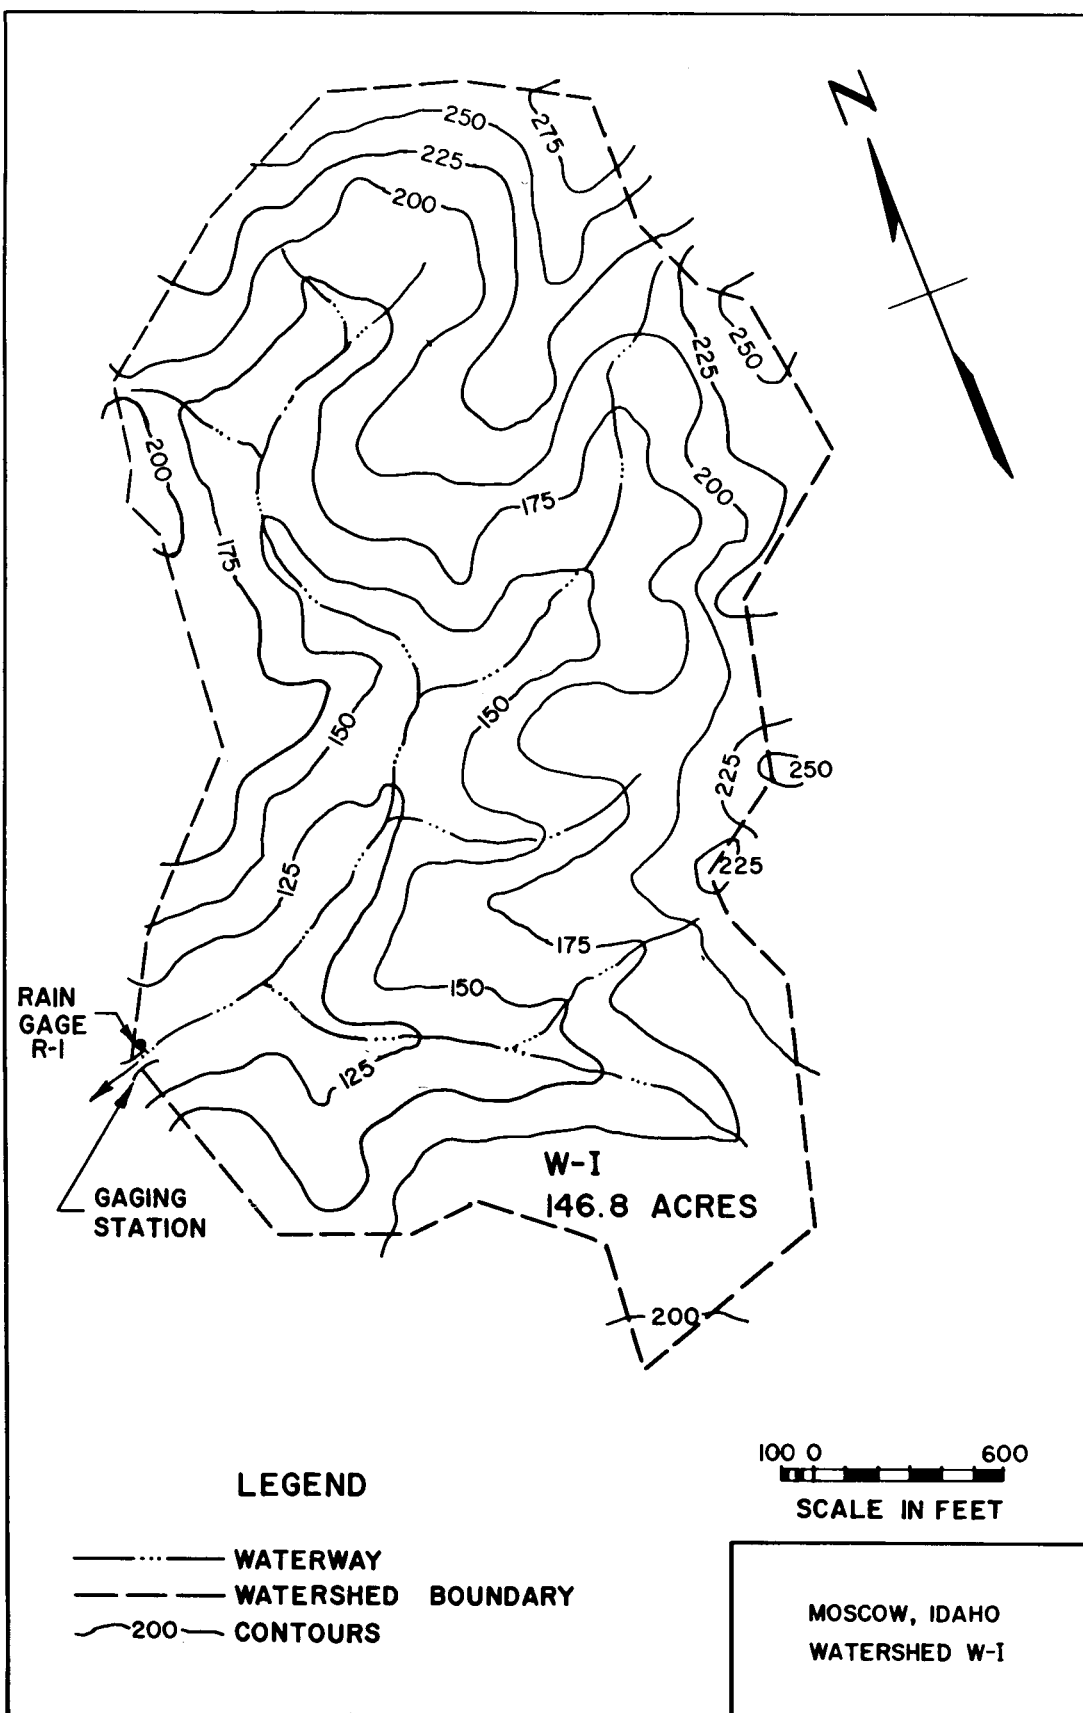 N
250
275
225
200
225
250
200
175
200
175
150
150
225
250
225
125
175
150
125
RAIN
GAGE
R-1
GAGING
STATION
W-I
146.8 ACRES
200
100 0 600
SCALE IN FEET
LEGEND
WATERWAY
WATERSHED BOUNDARY
200 CONTOURS
MOSCOW, IDAHO
WATERSHED W-I